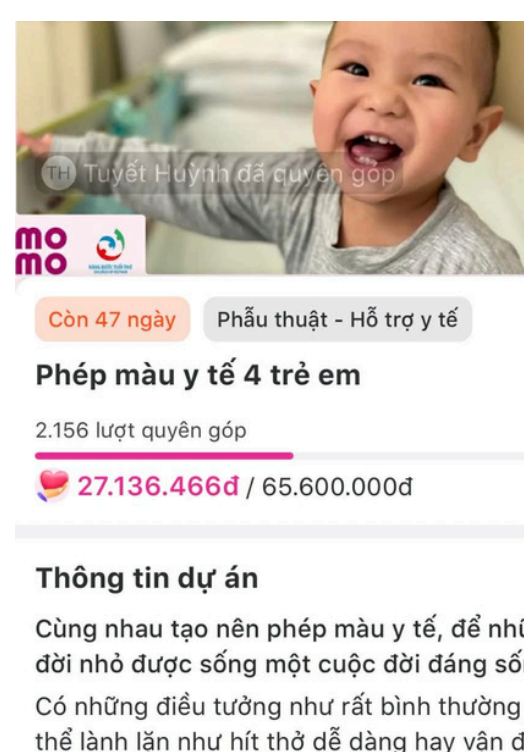 TH Tuyết Huỳnh đã quyên góp
mo
mo
Còn 47 ngày Phẫu thuật - Hỗ trợ y tế
Phép màu y tế 4 trẻ em
2.156 lượt quyên góp
27.136.466đ / 65.600.000đ
Thông tin dự án
Cùng nhau tạo nên phép màu y tế, để
đời nhỏ được sống một cuộc đời đáng
Có những điều tưởng như rất bình thường
thể lành lặn như hít thở dễ dàng hay vận